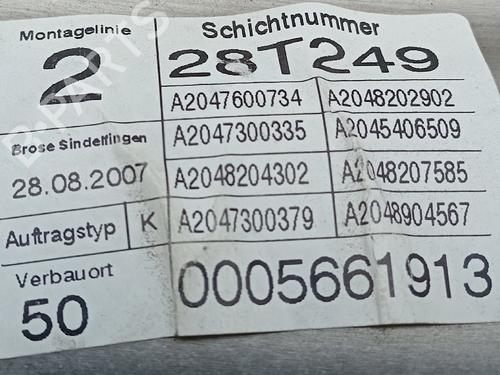 Montagelinie
2
Schichtnummer
28T249
A2047600734 A2048202902
A2047300335 A2045406509
A2048204302 A2048207585
A2047300379 A2048904567
Brose Sindelfingen
28.08.2007
Auftragstyp K
Verbauort
50
0005661913
B-PARTS